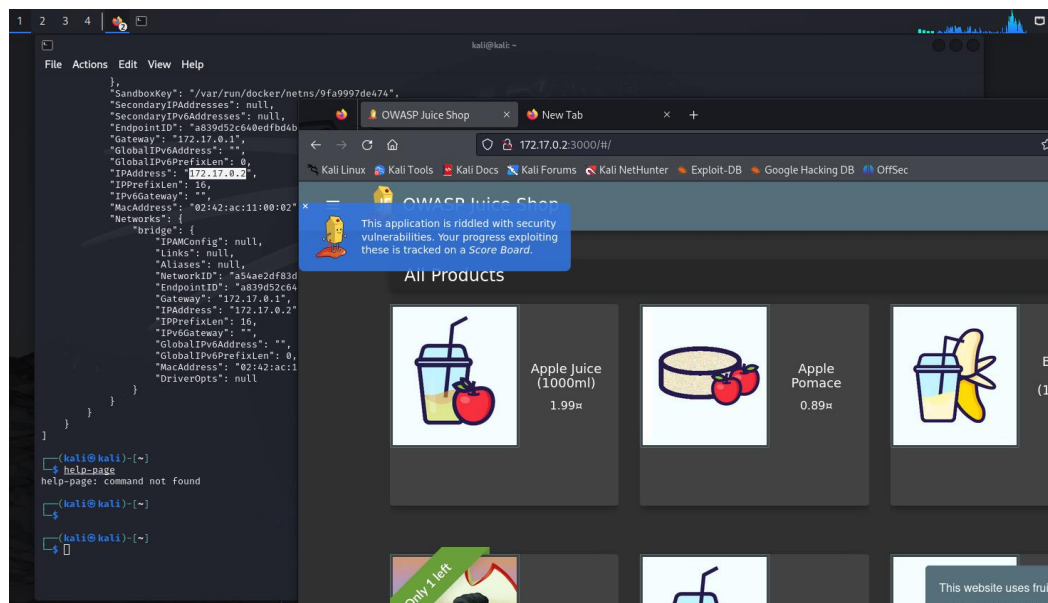 1 2 3 4 2
kali@kali: ~
File Actions Edit View Help
},
"SandboxKey": "/var/run/docker/netns/9fa9997de474",
"SecondaryIPAddresses": null,
"SecondaryIPv6Addresses": null,
"EndpointID": "a839d52c640edfbd4b
"Gateway": "172.17.0.1",
"GlobalIPv6Address": "",
"GlobalIPv6PrefixLen": 0,
"IPAddress": "172.17.0.2",
"IPPrefixLen": 16,
"IPv6Gateway": "",
"MacAddress": "02:42:ac:11:00:02"
"Networks": {
"bridge": {
"IPAMConfig": null,
"Links": null,
"Aliases": null,
"NetworkID": "a54ae2df83d
"EndpointID": "a839d52c64
"Gateway": "172.17.0.1",
"IPAddress": "172.17.0.2"
"IPPrefixLen": 16,
"IPv6Gateway": "",
"GlobalIPv6Address": "",
"GlobalIPv6PrefixLen": 0,
"MacAddress": "02:42:ac:1
"DriverOpts": null
}
}
}
}
]
(kali㉿kali)-[~]
$ help-page
help-page: command not found
(kali㉿kali)-[~]
$
(kali㉿kali)-[~]
$
OWASP Juice Shop × New Tab × +
172.17.0.2:3000/#/
Kali Linux Kali Tools Kali Docs Kali Forums Kali NetHunter Exploit-DB Google Hacking DB OffSec
OWASP Juice Shop
×
This application is riddled with security
vulnerabilities. Your progress exploiting
these is tracked on a Score Board.
All Products
Apple Juice
(1000ml)
1.99¤
Apple
Pomace
0.89¤
B
(1
Only 1 left
This website uses frui